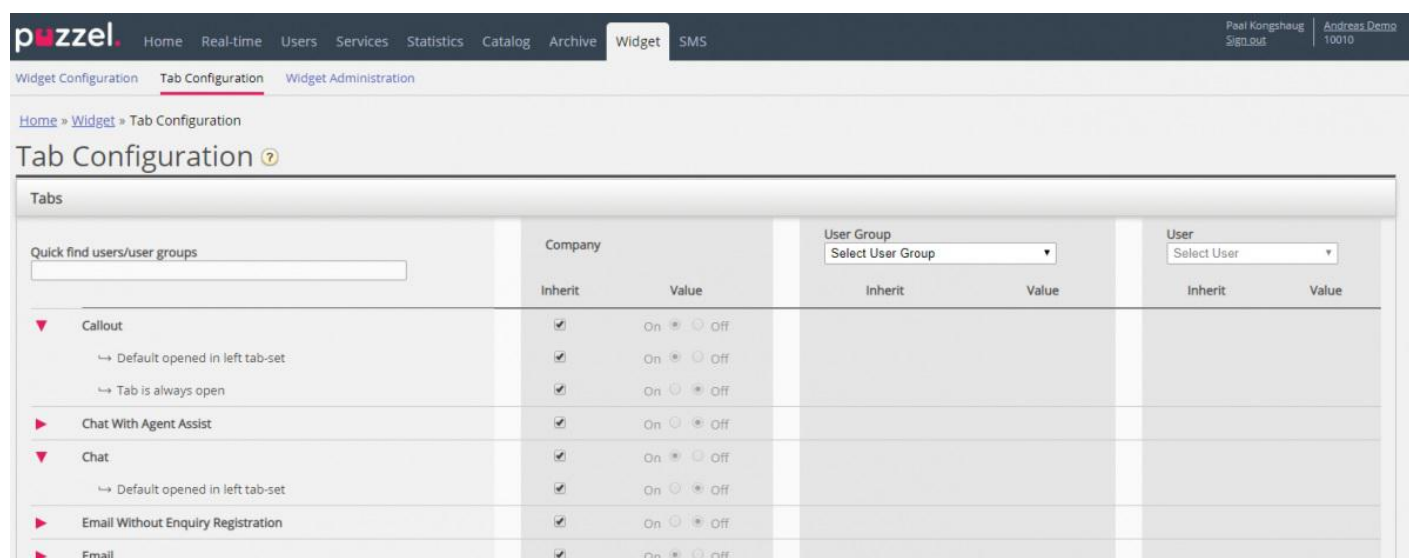 puzzel. Home Real-time Users Services Statistics Catalog Archive Widget SMS
Paal Kongshaug Andreas Demo
Sign out 10010
Widget Configuration Tab Configuration Widget Administration
Home » Widget » Tab Configuration
Tab Configuration ?
Tabs
Quick find users/user groups
Company
User Group
Select User Group
User
Select User
Inherit Value Inherit Value Inherit Value
Callout On Off
Default opened in left tab-set On Off
Tab is always open On Off
Chat With Agent Assist On Off
Chat On Off
Default opened in left tab-set On Off
Email Without Enquiry Registration On Off
Email On Off